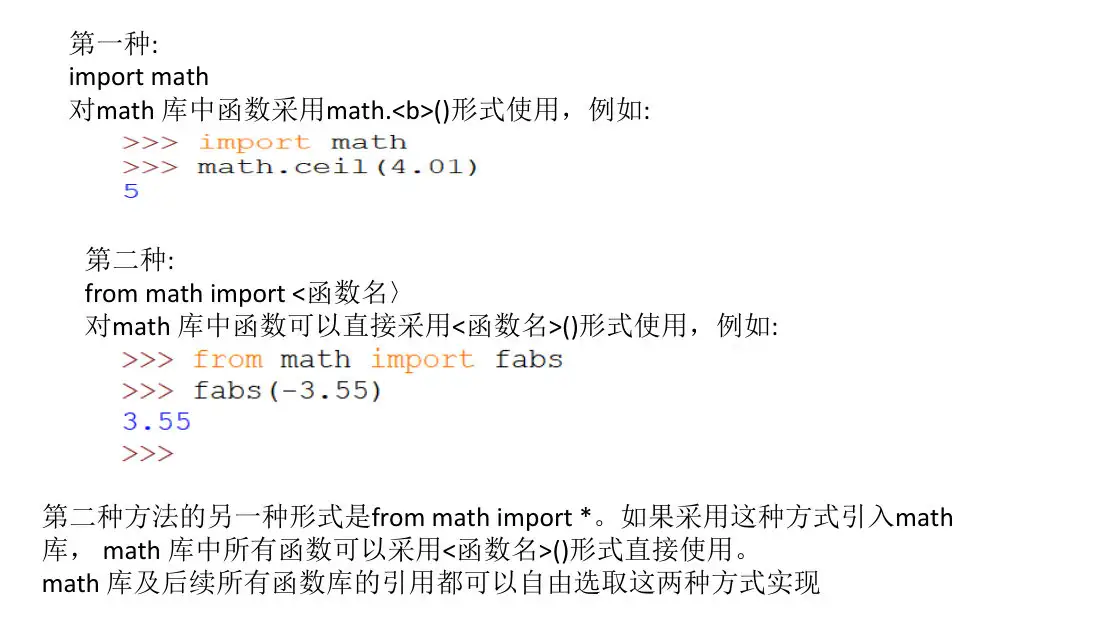 第一种:
import math
对math 库中函数采用math.<b>()形式使用，例如:
>>> import math
>>> math.ceil(4.01)
5
第二种:
from math import <函数名〉
对math 库中函数可以直接采用<函数名>()形式使用，例如:
>>> from math import fabs
>>> fabs(-3.55)
3.55
>>>
第二种方法的另一种形式是from math import *。如果采用这种方式引入math
库， math 库中所有函数可以采用<函数名>()形式直接使用。
math 库及后续所有函数库的引用都可以自由选取这两种方式实现